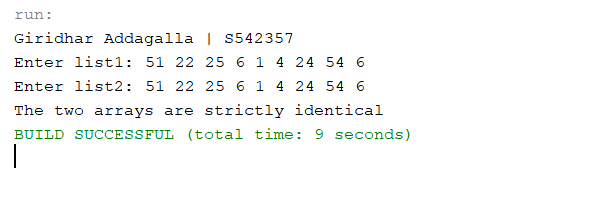 run:
Giridhar Addagalla | S542357
Enter list1: 51 22 25 6 1 4 24 54 6
Enter list2: 51 22 25 6 1 4 24 54 6
The two arrays are strictly identical
BUILD SUCCESSFUL (total time: 9 seconds)